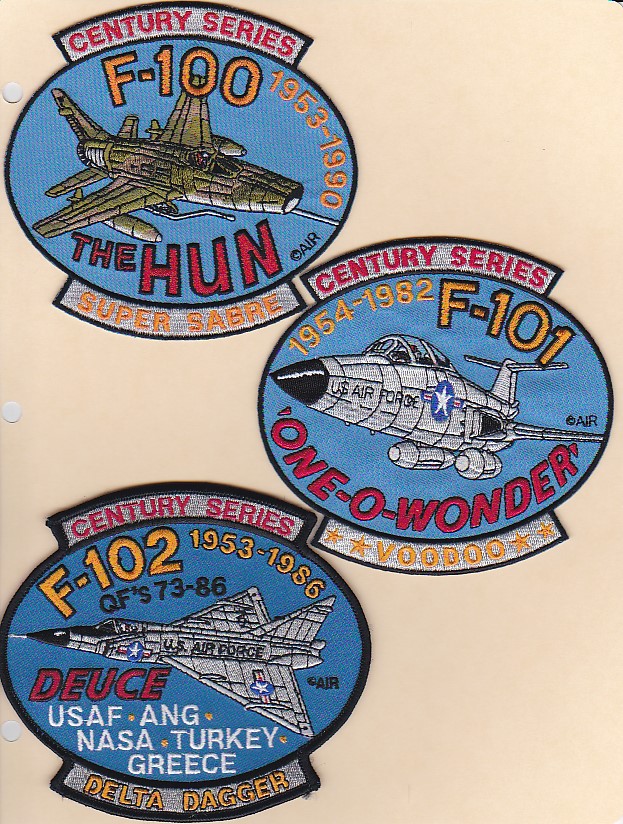 CENTURY SERIES
F-100
1953-1990
THE HUN
©AIR
SUPER SABRE
CENTURY SERIES
1954-1982 F-101
U.S. AIR FORCE
©AIR
'ONE-O-WONDER'
VOODOO
CENTURY SERIES
F-102 1953-1986
QF'S 73-86
U.S. AIR FORCE
DEUCE
©AIR
USAF · ANG ·
NASA · TURKEY ·
GREECE
DELTA DAGGER